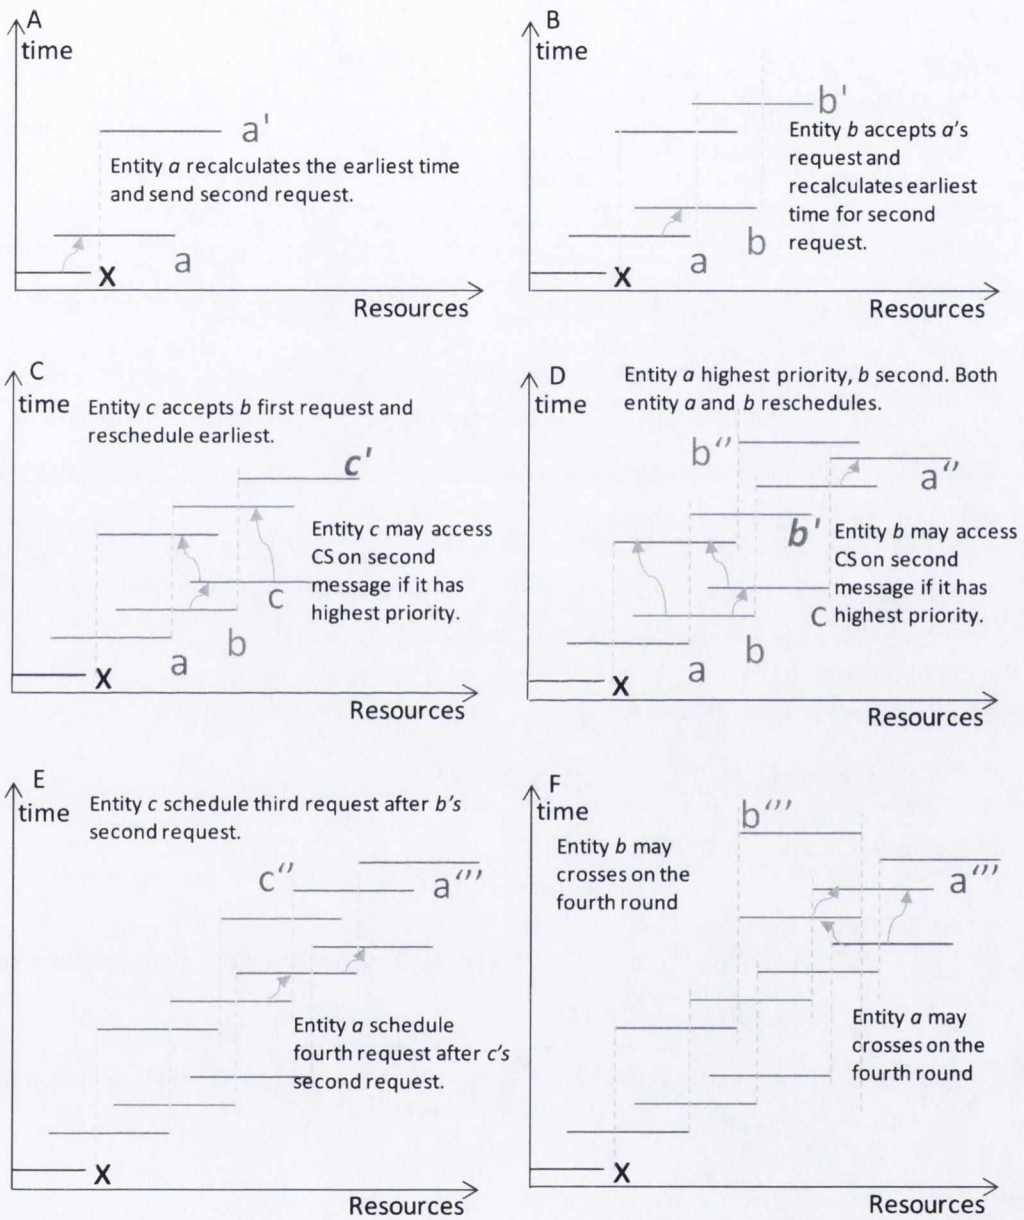 A
time
a'
Entity a recalculates the earliest time
and send second request.
a
X
Resources
B
time
b'
Entity b accepts a's
request and
recalculates earliest
time for second
request.
b
a
X
Resources
C
time
Entity c accepts b first request and
reschedule earliest.
c'
Entity c may access
CS on second
message if it has
highest priority.
c
b
a
X
Resources
D
time
Entity a highest priority, b second. Both
entity a and b reschedules.
b''
a''
b'
Entity b may access
CS on second
message if it has
highest priority.
C
b
a
X
Resources
E
time
Entity c schedule third request after b's
second request.
c''
a'''
Entity a schedule
fourth request after c's
second request.
X
Resources
F
time
b'''
Entity b may
crosses on the
fourth round
a'''
Entity a may
crosses on the
fourth round
X
Resources